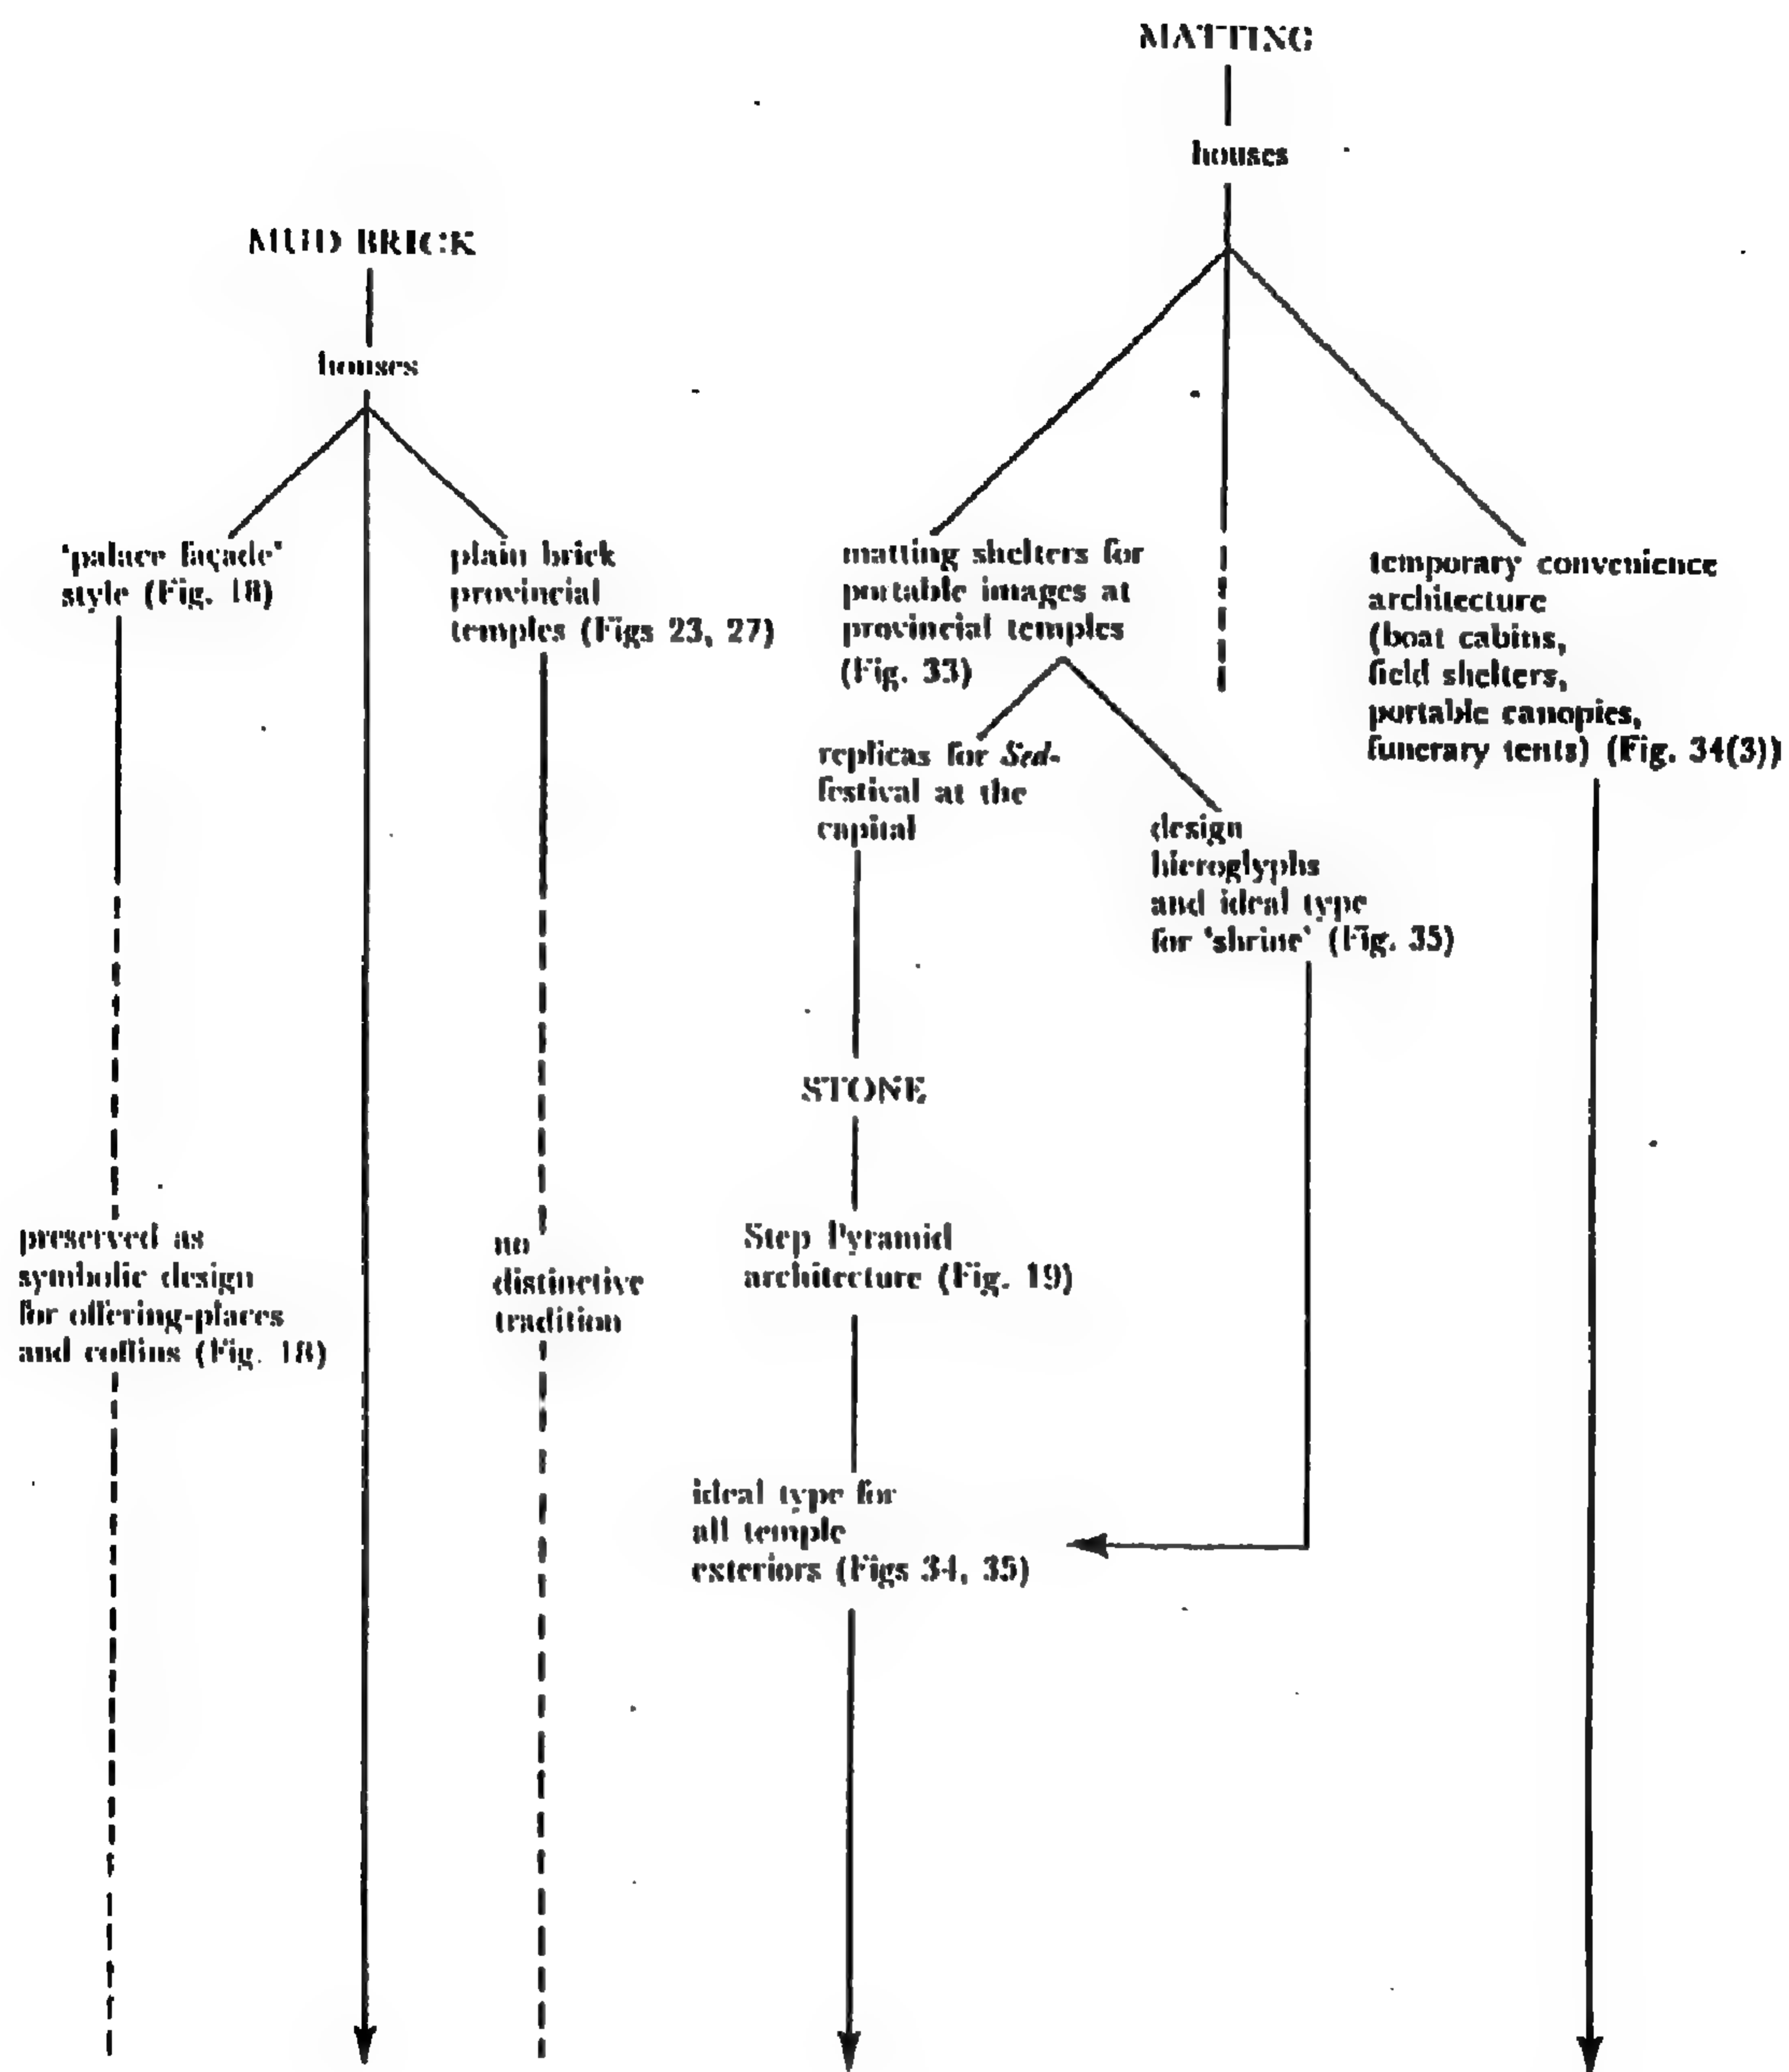 MATTING
houses
MUD BRICK
houses
'palace façade'
style (Fig. 18)
plain brick
provincial
temples (Figs 23, 27)
matting shelters for
portable images at
provincial temples
(Fig. 33)
temporary convenience
architecture
(boat cabins,
field shelters,
portable canopies,
funerary tents) (Fig. 34(3))
replicas for Sed-
festival at the
capital
design
hieroglyphs
and ideal type
for 'shrine' (Fig. 35)
STONE
preserved as
symbolic design
for offering-places
and coffins (Fig. 18)
no
distinctive
tradition
Step Pyramid
architecture (Fig. 19)
ideal type for
all temple
exteriors (Figs 34, 35)